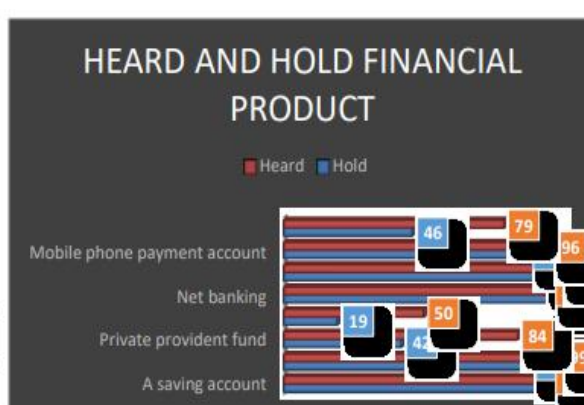 HEARD AND HOLD FINANCIAL
PRODUCT
Heard Hold
46 79
Mobile phone payment account 96
Net banking
19 50
Private provident fund 42 84
A saving account